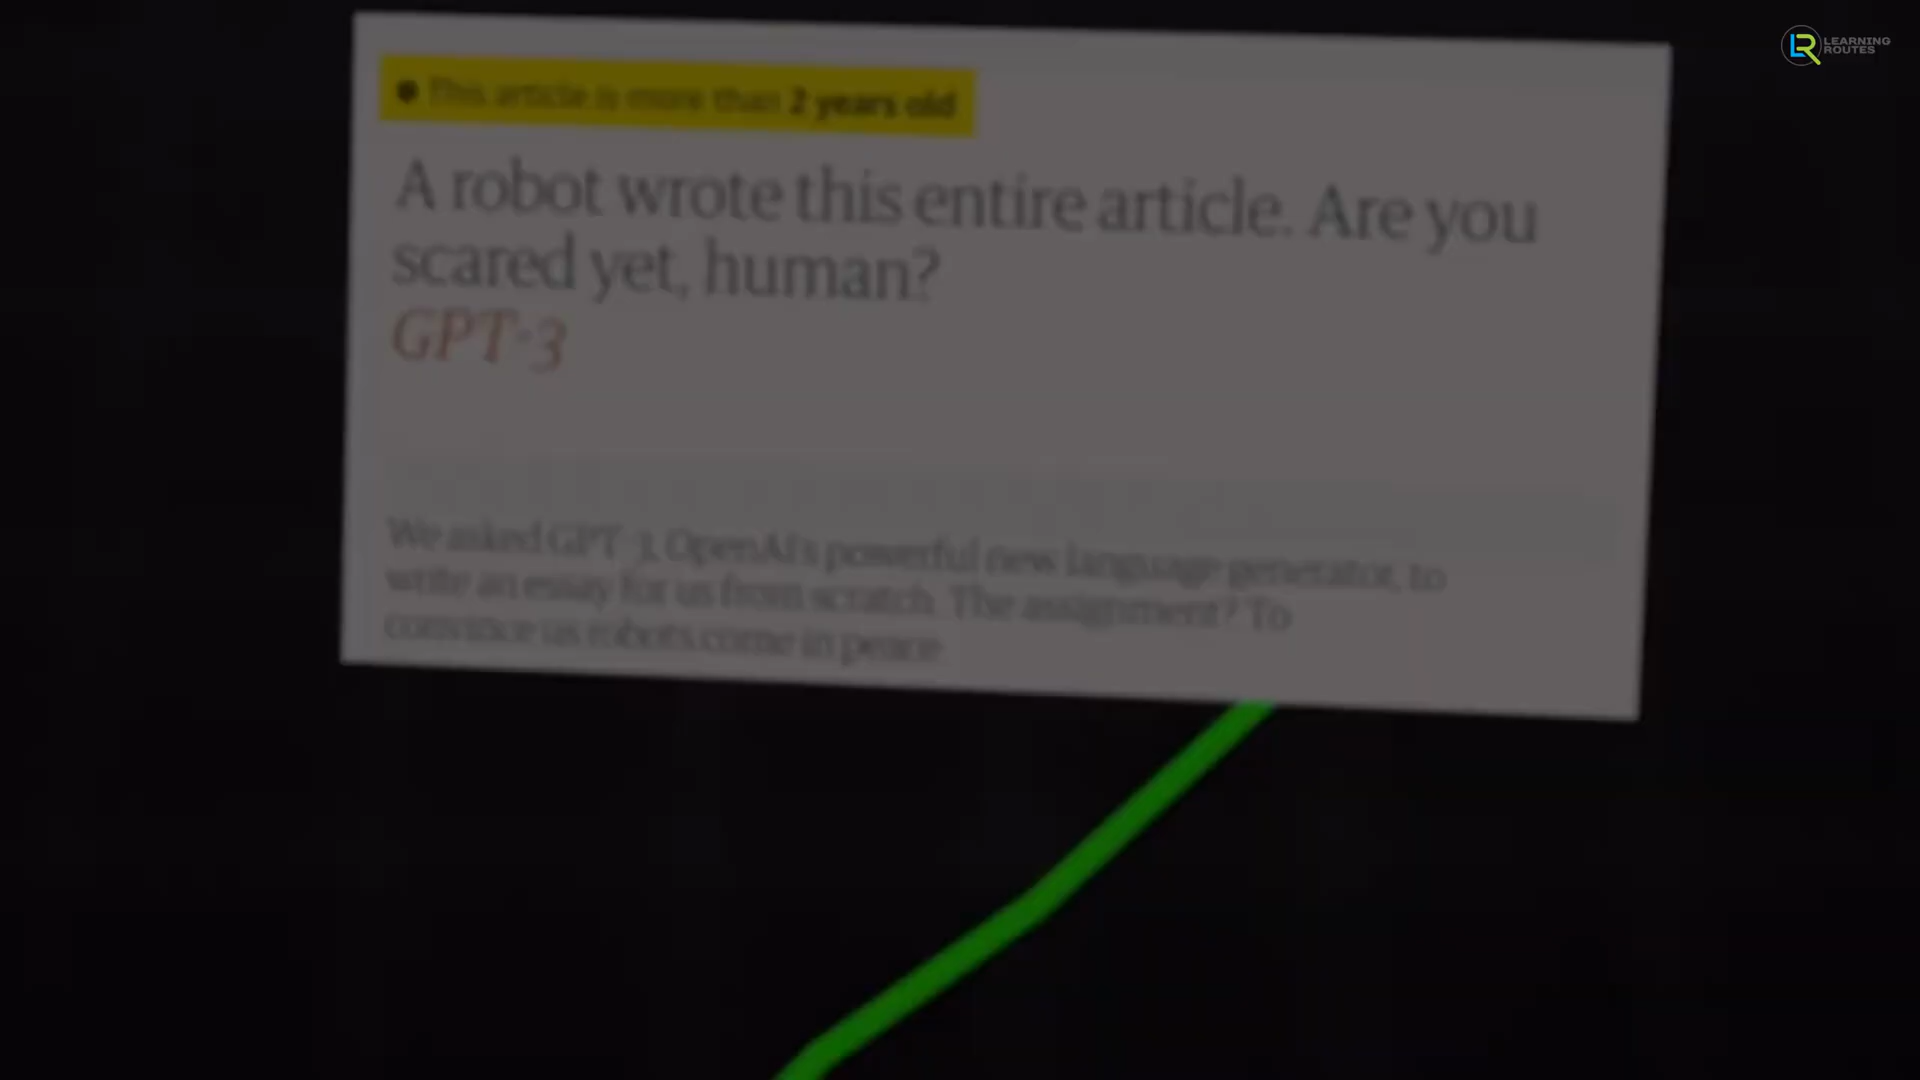 LEARNING
ROUTES
This article is more than 2 years old
A robot wrote this entire article. Are you
scared yet, human?
GPT-3
We asked GPT-3, OpenAI's powerful new language generator, to
write an essay for us from scratch. The assignment? To
convince us robots come in peace